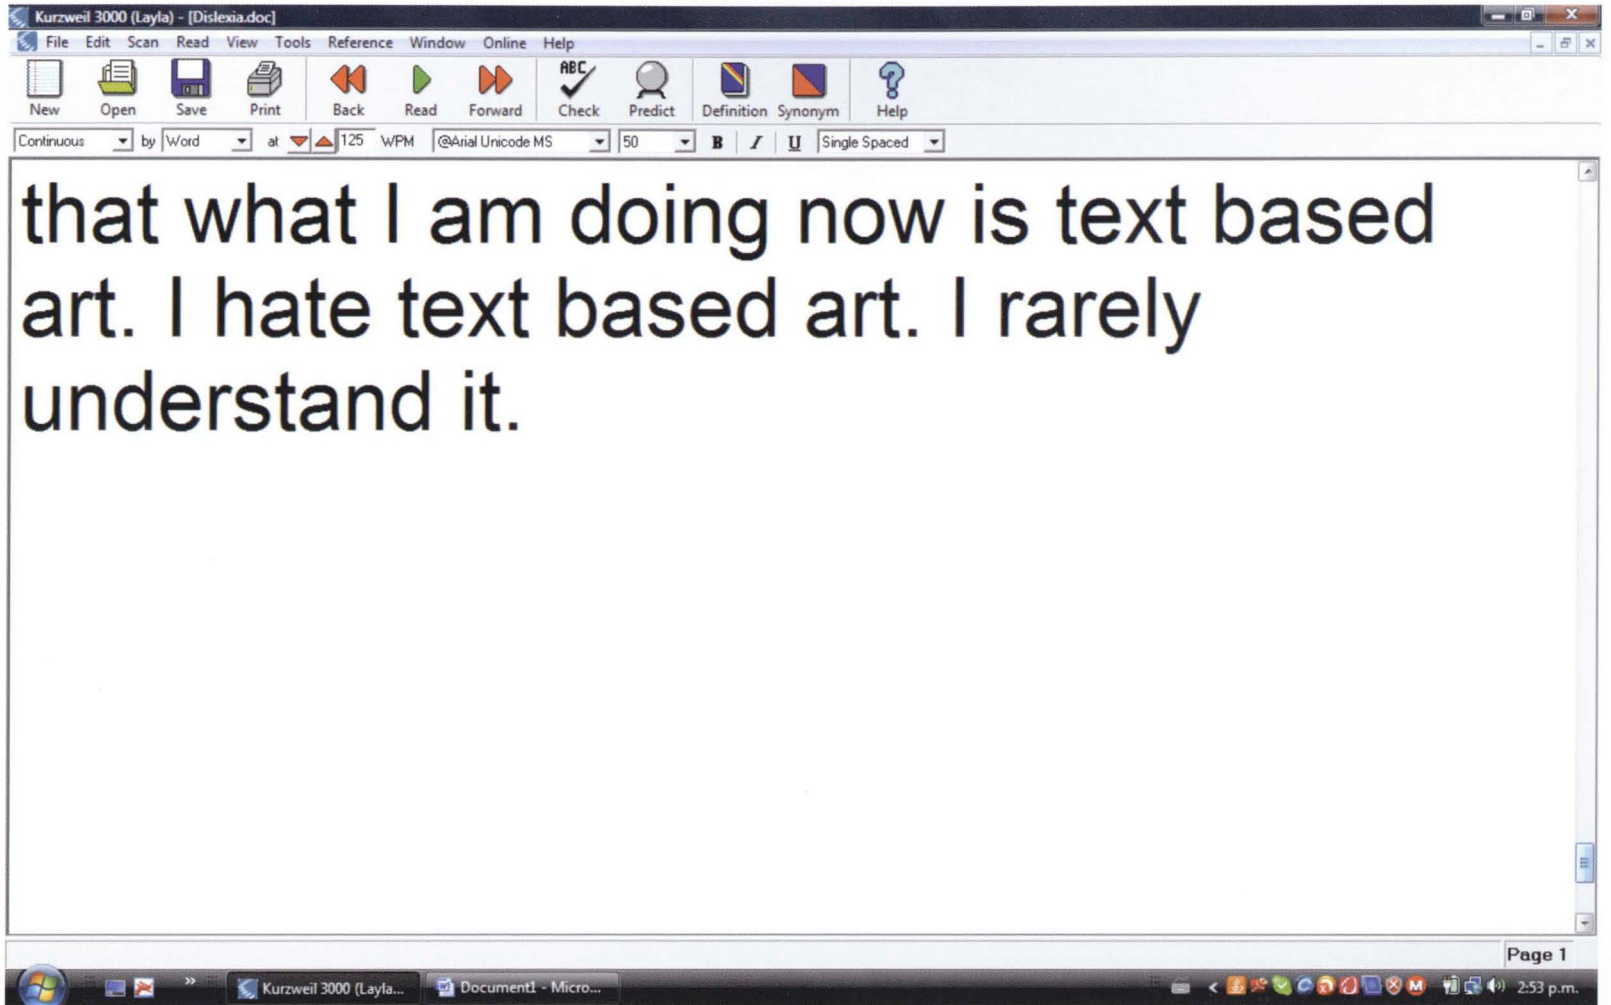 Kurzweil 3000 (Layla) - [Dislexia.doc]
File Edit Scan Read View Tools Reference Window Online Help
ABC
New Open Save Print Back Read Forward Check Predict Definition Synonym Help
Continuous by Word at 125 WPM @Arial Unicode MS 50 B I U Single Spaced
that what I am doing now is text based
art. I hate text based art. I rarely
understand it.
Page 1
Kurzweil 3000 (Layla... Document1 - Micro... 2:53 p.m.